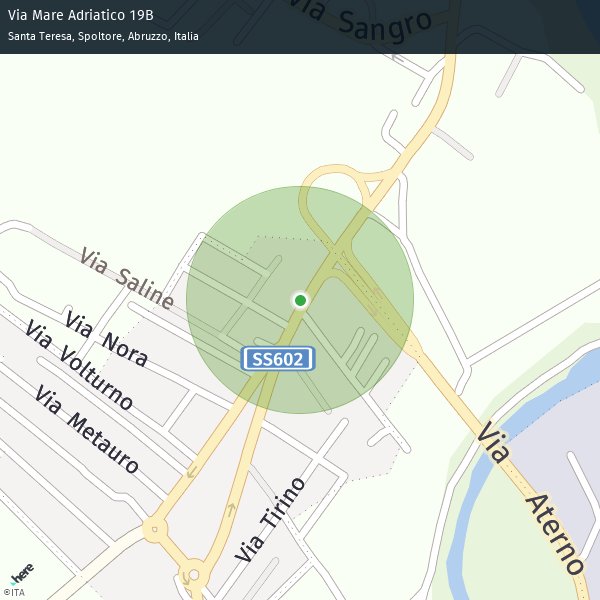 Via Mare Adriatico 19B
Santa Teresa, Spoltore, Abruzzo, Italia
Via Sangro
Via Saline
Via Nora
SS602
Via Volturno
Via Metauro
Via Tirino
Via Aterno
here
©ITA